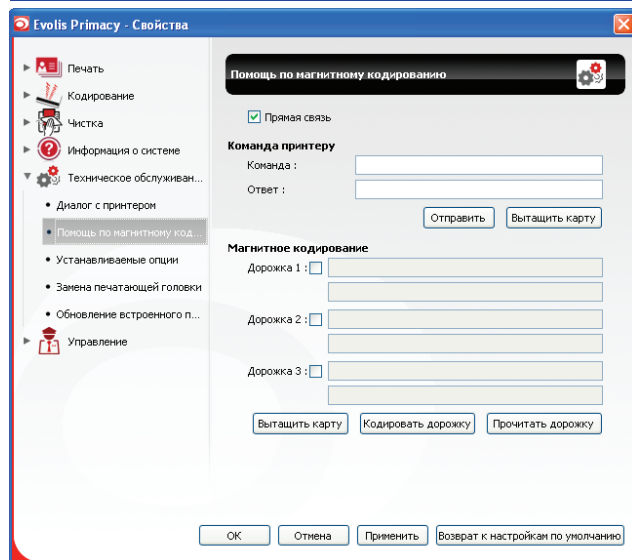 Evolis Primacy - Свойства
Печать
Кодирование
Чистка
Информация о системе
Техническое обслуживан...
• Диалог с принтером
• Помощь по магнитному код...
• Устанавливаемые опции
• Замена печатающей головки
• Обновление встроенного п...
Управление
Помощь по магнитному кодированию
Прямая связь
Команда принтеру
Команда :
Ответ :
Отправить Вытащить карту
Магнитное кодирование
Дорожка 1 :
Дорожка 2 :
Дорожка 3 :
Вытащить карту Кодировать дорожку Прочитать дорожку
OK Отмена Применить Возврат к настройкам по умолчанию